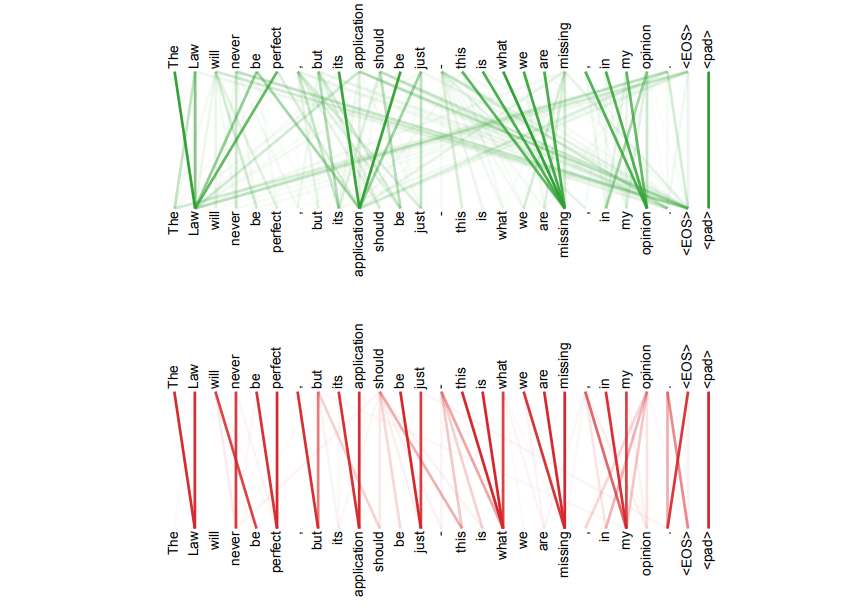 The Law will never be perfect , but its application should be just - this is what we are missing , in my opinion . <EOS> <pad>
The Law will never be perfect , but its application should be just - this is what we are missing , in my opinion . <EOS> <pad>
The Law will never be perfect , but its application should be just - this is what we are missing , in my opinion . <EOS> <pad>
The Law will never be perfect , but its application should be just - this is what we are missing , in my opinion . <EOS> <pad>